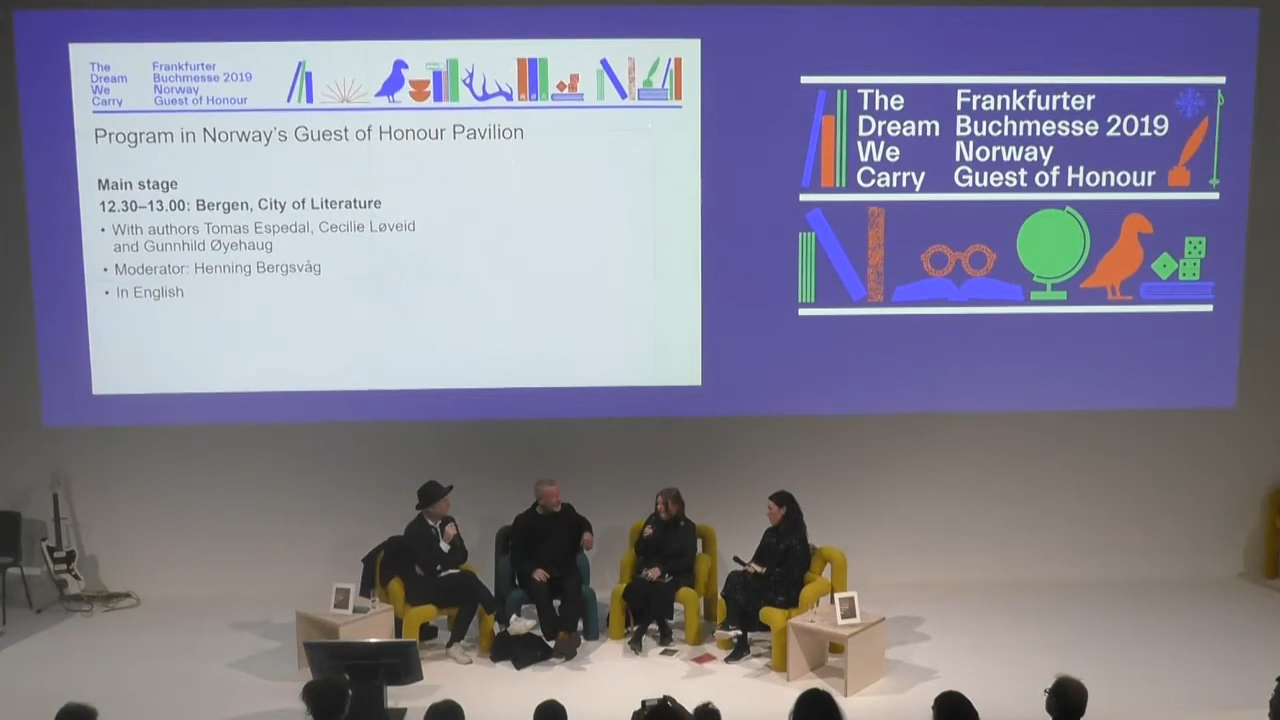 The
Dream
We
Carry
Frankfurter
Buchmesse 2019
Norway
Guest of Honour
Program in Norway's Guest of Honour Pavilion
Main stage
12.30–13.00: Bergen, City of Literature
• With authors Tomas Espedal, Cecilie Løveid
and Gunnhild Øyehaug
• Moderator: Henning Bergsvåg
• In English
The
Dream
We
Carry
Frankfurter
Buchmesse 2019
Norway
Guest of Honour